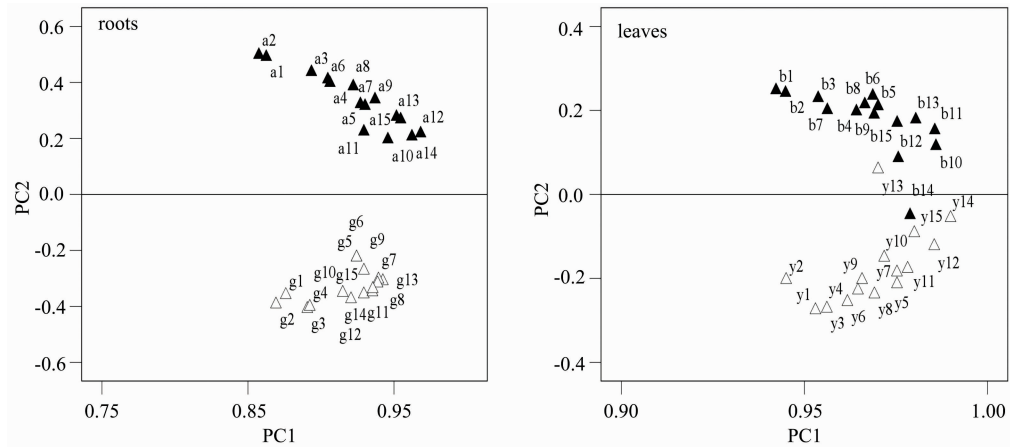 roots
0.6
0.4
0.2
0.0
-0.2
-0.4
-0.6
PC2
a2
a1
a3
a6
a8
a7
a9
a4
a13
a5
a15
a12
a11
a10
a14
g6
g5
g9
g10
g15
g7
g1
g4
g13
g2
g3
g14
g11
g8
g12
0.75
0.85
0.95
PC1
leaves
0.4
0.2
0.0
-0.2
-0.4
PC2
b1
b3
b6
b8
b5
b2
b13
b11
b7
b4
b9
b15
b12
b10
y13
b14
y14
y15
y10
y2
y9
y7
y12
y1
y4
y11
y3
y6
y8
y5
0.90
0.95
1.00
PC1